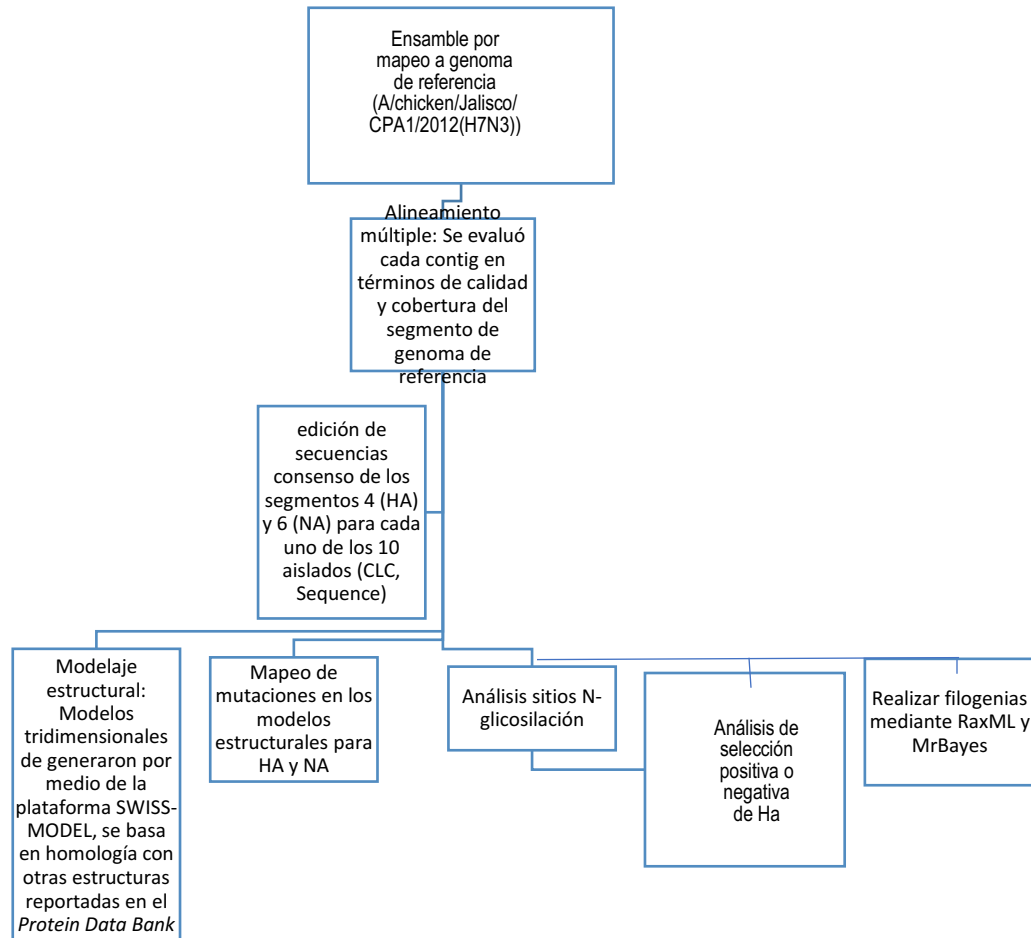 Ensamble por
mapeo a genoma
de referencia
(A/chicken/Jalisco/
CPA1/2012(H7N3))
Alineamiento
múltiple: Se evaluó
cada contig en
términos de calidad
y cobertura del
segmento de
genoma de
referencia
edición de
secuencias
consenso de los
segmentos 4 (HA)
y 6 (NA) para cada
uno de los 10
aislados (CLC,
Sequence)
Modelaje
estructural:
Modelos
tridimensionales
de generaron por
medio de la
plataforma SWISS-
MODEL, se basa
en homología con
otras estructuras
reportadas en el
Protein Data Bank
Mapeo de
mutaciones en los
modelos
estructurales para
HA y NA
Análisis sitios N-
glicosilación
Análisis de
selección
positiva o
negativa
de Ha
Realizar filogenias
mediante RaxML y
MrBayes